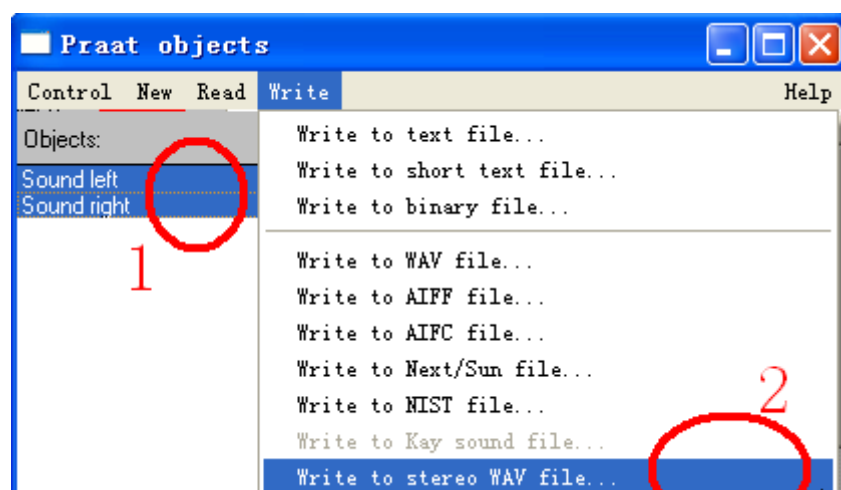 Praat objects
Control New Read Write Help
Objects:
Sound left
Sound right
1
Write to text file...
Write to short text file...
Write to binary file...
Write to WAV file...
Write to AIFF file...
Write to AIFC file...
Write to Next/Sun file...
Write to NIST file...
2
Write to Kay sound file...
Write to stereo WAV file...